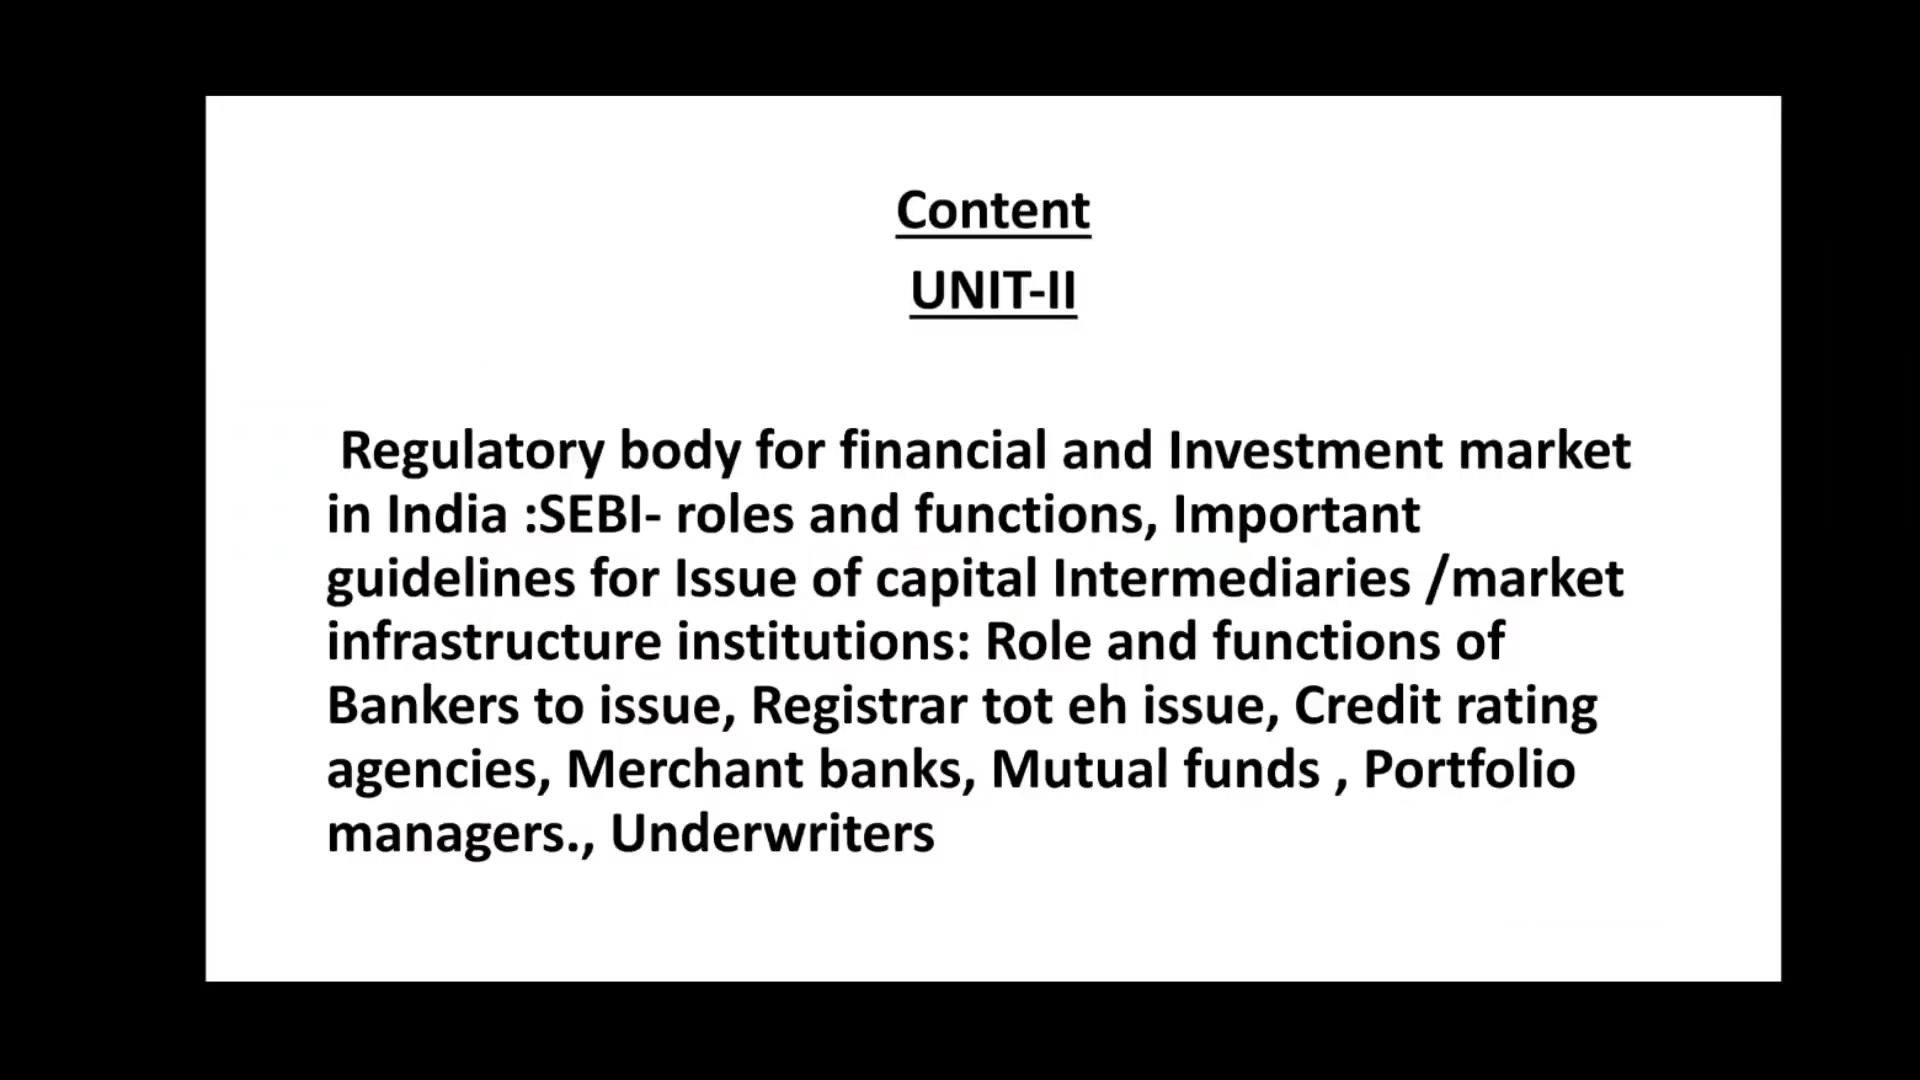 Content
UNIT-II
Regulatory body for financial and Investment market
in India :SEBI- roles and functions, Important
guidelines for Issue of capital Intermediaries /market
infrastructure institutions: Role and functions of
Bankers to issue, Registrar tot eh issue, Credit rating
agencies, Merchant banks, Mutual funds , Portfolio
managers., Underwriters